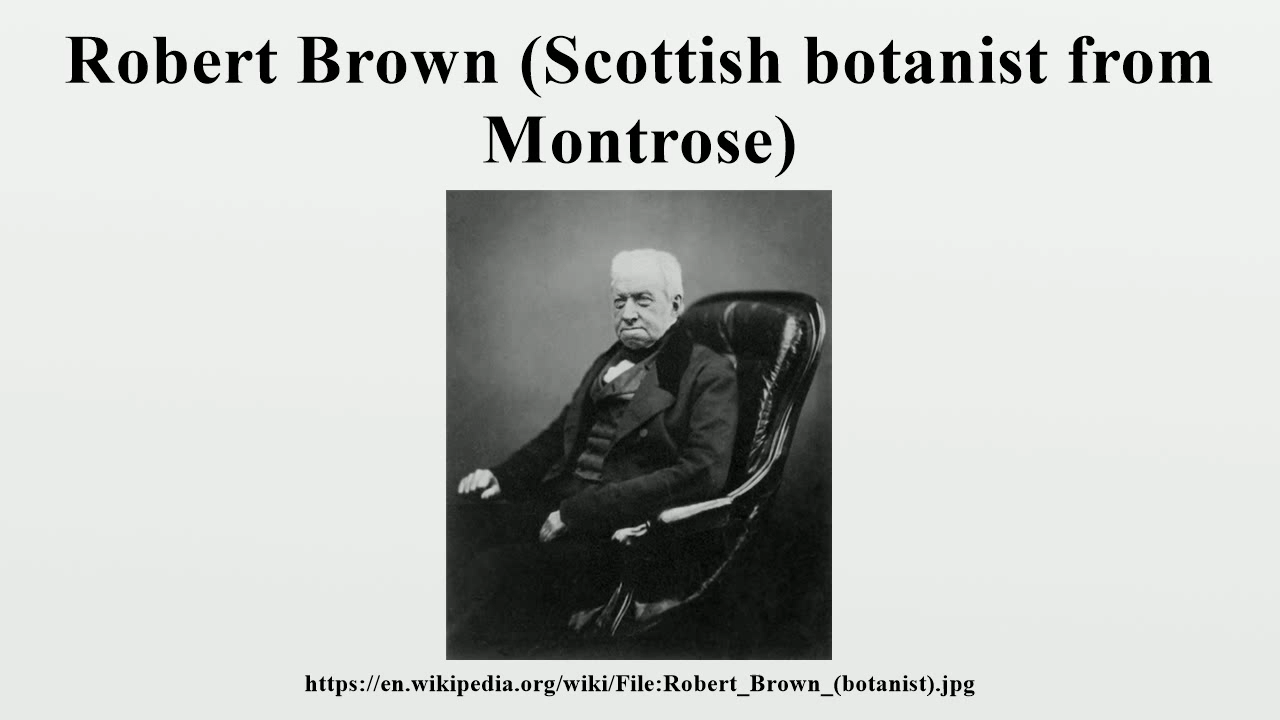 Robert Brown (Scottish botanist from
Montrose)
https://en.wikipedia.org/wiki/File:Robert_Brown_(botanist).jpg